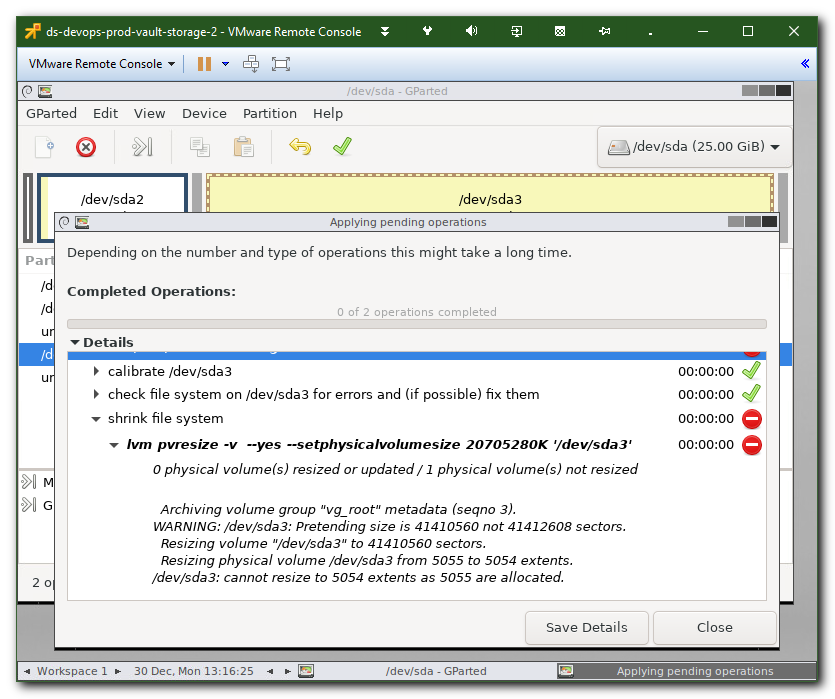 ds-devops-prod-vault-storage-2 - VMware Remote Console
VMware Remote Console
/dev/sda - GParted
GParted Edit View Device Partition Help
/dev/sda (25.00 GiB)
/dev/sda2
/dev/sda3
Applying pending operations
Part
Depending on the number and type of operations this might take a long time.
Completed Operations:
0 of 2 operations completed
Details
/d
/d
un
/d
un
calibrate /dev/sda3 00:00:00
check file system on /dev/sda3 for errors and (if possible) fix them 00:00:00
shrink file system 00:00:00
lvm pvresize -v --yes --setphysicalvolumesize 20705280K '/dev/sda3' 00:00:00
0 physical volume(s) resized or updated / 1 physical volume(s) not resized
M
G
Archiving volume group "vg_root" metadata (seqno 3).
WARNING: /dev/sda3: Pretending size is 41410560 not 41412608 sectors.
Resizing volume "/dev/sda3" to 41410560 sectors.
Resizing physical volume /dev/sda3 from 5055 to 5054 extents.
/dev/sda3: cannot resize to 5054 extents as 5055 are allocated.
2 op
Save Details
Close
Workspace 1 30 Dec, Mon 13:16:25 /dev/sda - GParted Applying pending operations